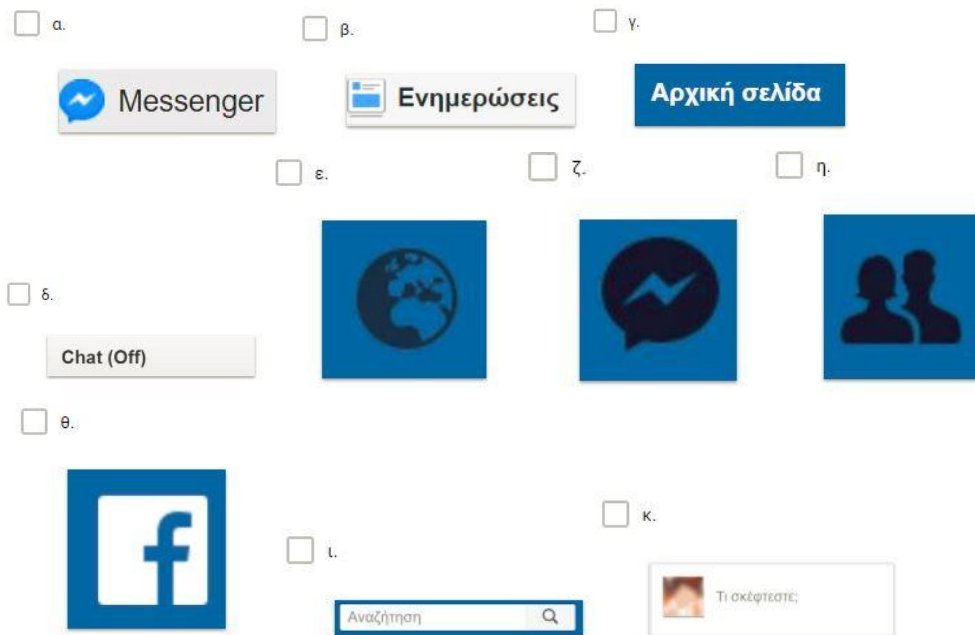 α.
β.
γ.
Messenger
Ενημερώσεις
Αρχική σελίδα
ε.
ζ.
η.
δ.
Chat (Off)
θ.
f
κ.
ι.
Αναζήτηση
Τι σκέφτεστε;